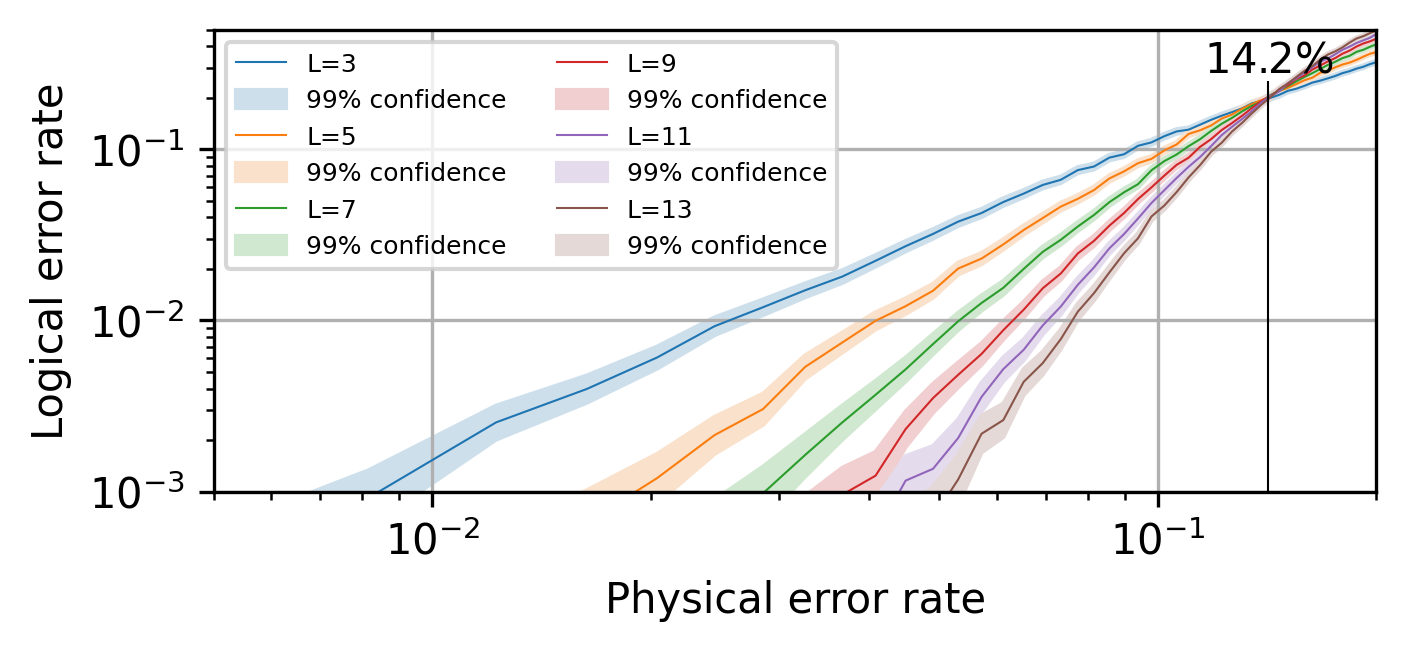 14.2%
L=3
99% confidence
L=5
99% confidence
L=7
99% confidence
L=9
99% confidence
L=11
99% confidence
L=13
99% confidence
Logical error rate
10⁻¹
10⁻²
10⁻³
10⁻²
10⁻¹
Physical error rate